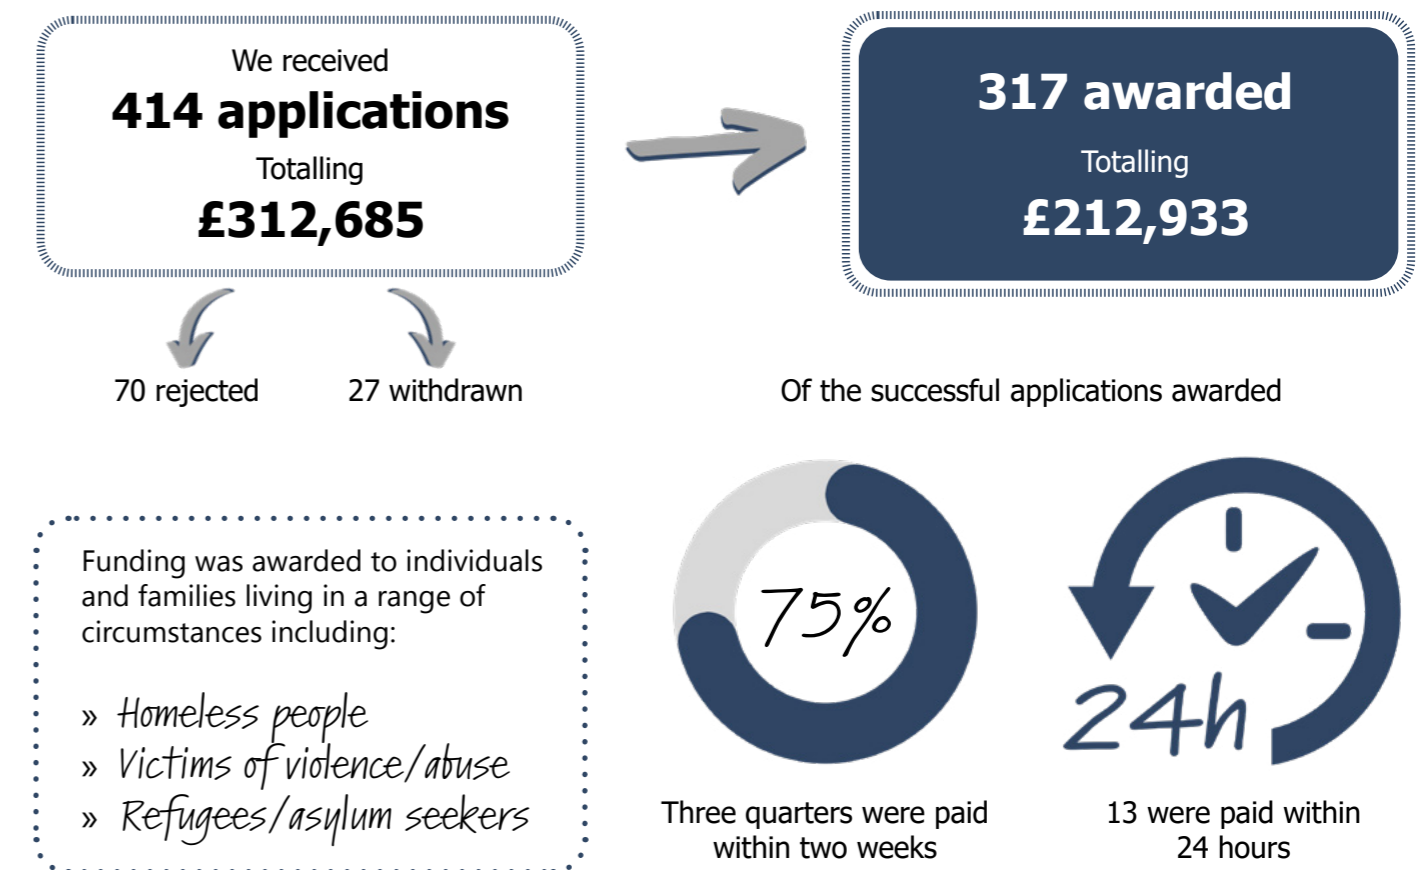 We received
414 applications
Totalling
£312,685
317 awarded
Totalling
£212,933
70 rejected
27 withdrawn
Of the successful applications awarded
Funding was awarded to individuals
and families living in a range of
circumstances including:
» Homeless people
» Victims of violence/abuse
» Refugees/asylum seekers
75%
Three quarters were paid
within two weeks
24h
13 were paid within
24 hours